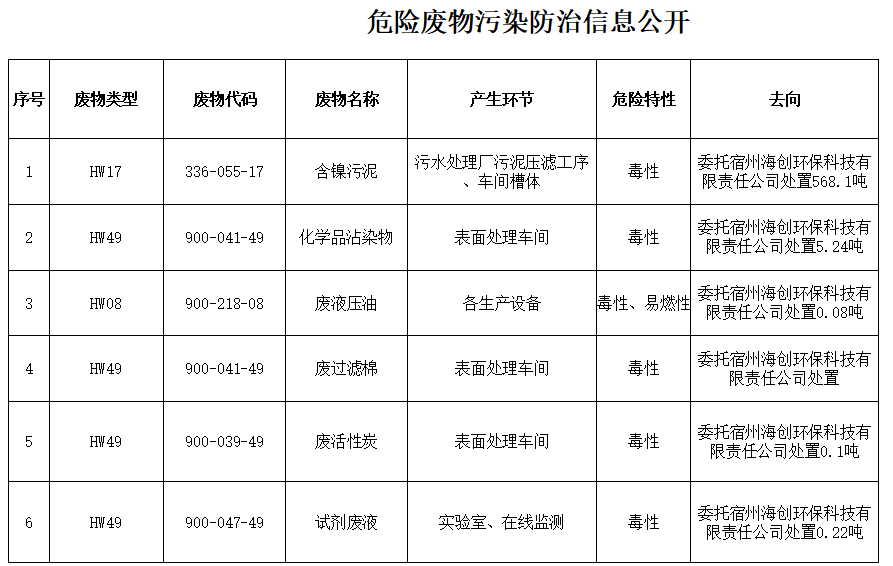 危险废物污染防治信息公开
序号 废物类型 废物代码 废物名称 产生环节 危险特性 去向
1 HW17 336-055-17 含镍污泥 污水处理厂污泥压滤工序
、车间槽体 毒性 委托宿州海创环保科技有
限责任公司处置568.1吨
2 HW49 900-041-49 化学品沾染物 表面处理车间 毒性 委托宿州海创环保科技有
限责任公司处置5.24吨
3 HW08 900-218-08 废液压油 各生产设备 毒性、易燃性 委托宿州海创环保科技有
限责任公司处置0.08吨
4 HW49 900-041-49 废过滤棉 表面处理车间 毒性 委托宿州海创环保科技有
限责任公司处置
5 HW49 900-039-49 废活性炭 表面处理车间 毒性 委托宿州海创环保科技有
限责任公司处置0.1吨
6 HW49 900-047-49 试剂废液 实验室、在线监测 毒性 委托宿州海创环保科技有
限责任公司处置0.22吨